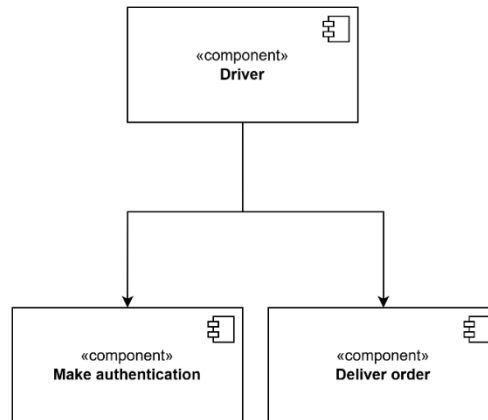 «component»
Driver
«component»
Make authentication
«component»
Deliver order